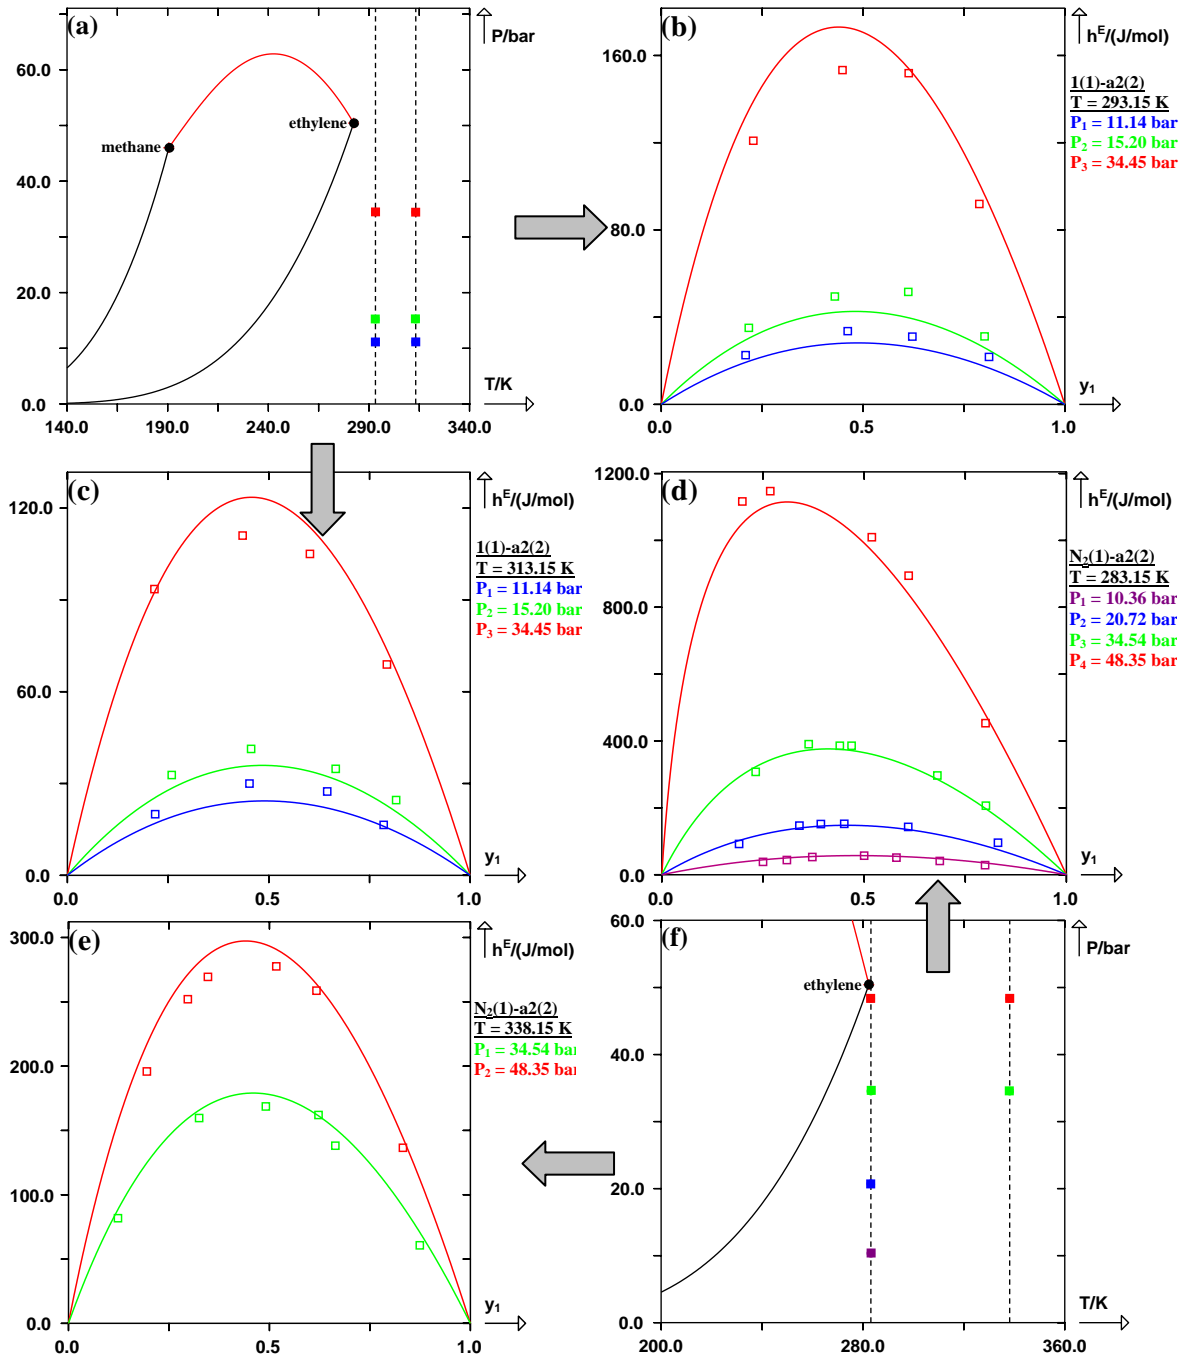 (a)
P/bar
60.0
40.0
20.0
0.0
methane
ethylene
T/K
140.0 190.0 240.0 290.0 340.0
(b)
hᴱ/(J/mol)
160.0
80.0
0.0
1(1)-a2(2)
T = 293.15 K
P₁ = 11.14 bar
P₂ = 15.20 bar
P₃ = 34.45 bar
y₁
0.0 0.5 1.0
(c)
hᴱ/(J/mol)
120.0
60.0
0.0
1(1)-a2(2)
T = 313.15 K
P₁ = 11.14 bar
P₂ = 15.20 bar
P₃ = 34.45 bar
y₁
0.0 0.5 1.0
(d)
hᴱ/(J/mol)
1200.0
800.0
400.0
0.0
N₂(1)-a2(2)
T = 283.15 K
P₁ = 10.36 bar
P₂ = 20.72 bar
P₃ = 34.54 bar
P₄ = 48.35 bar
y₁
0.0 0.5 1.0
(e)
hᴱ/(J/mol)
300.0
200.0
100.0
0.0
N₂(1)-a2(2)
T = 338.15 K
P₁ = 34.54 bar
P₂ = 48.35 bar
y₁
0.0 0.5 1.0
(f)
P/bar
60.0
40.0
20.0
0.0
ethylene
T/K
200.0 280.0 360.0